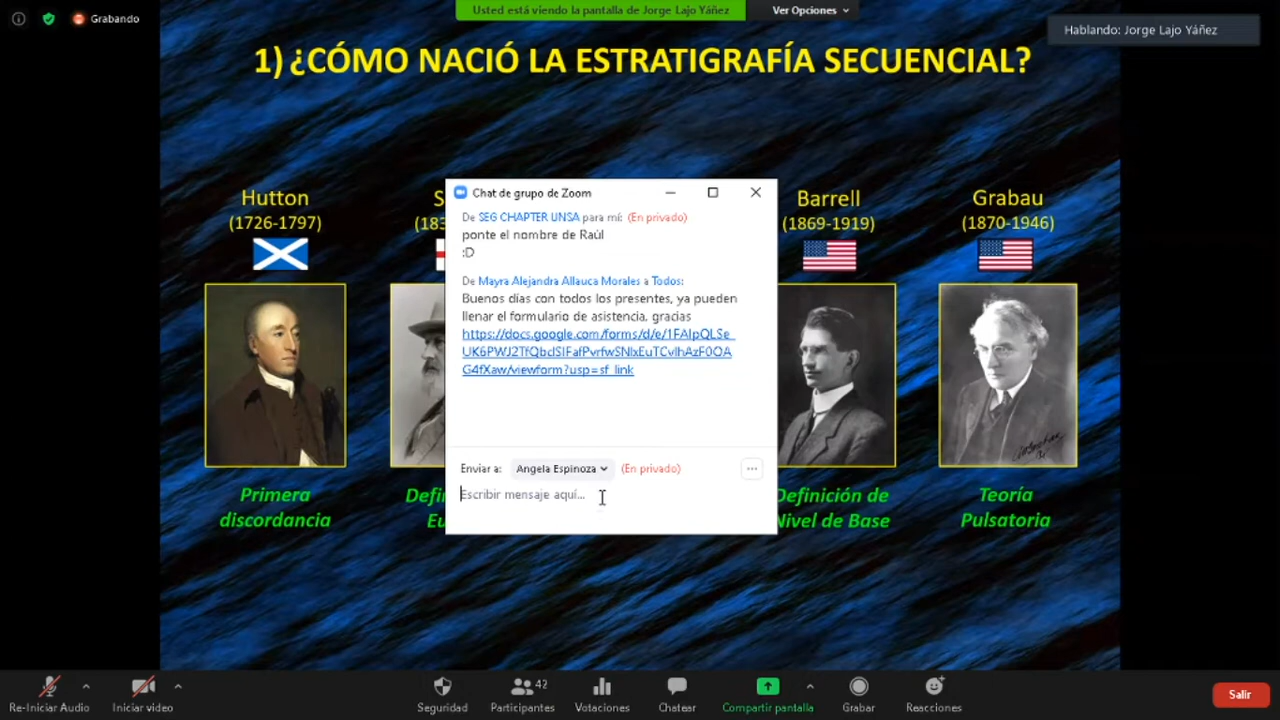 Grabando
Usted está viendo la pantalla de Jorge Lajo Yáñez
Ver Opciones
Hablando: Jorge Lajo Yáñez
1) ¿CÓMO NACIÓ LA ESTRATIGRAFÍA SECUENCIAL?
Hutton
(1726-1797)
Primera
discordancia
S
(183
Defi
Eu
Barrell
(1869-1919)
Definición de
Nivel de Base
Grabau
(1870-1946)
Teoría
Pulsatoria
Chat de grupo de Zoom
De SEG CHAPTER UNSA para mí: (En privado)
ponte el nombre de Raúl
:D
De Mayra Alejandra Allauca Morales a Todos:
Buenos días con todos los presentes, ya pueden
llenar el formulario de asistencia, gracias
https://docs.google.com/forms/d/e/1FAIpQLSe
G4fXaw/viewform?usp=sf_link
Enviar a: Angela Espinoza (En privado)
Escribir mensaje aquí...
Re-Iniciar Audio
Iniciar video
Seguridad
42
Participantes
Votaciones
Chatear
Compartir pantalla
Grabar
Reacciones
Salir